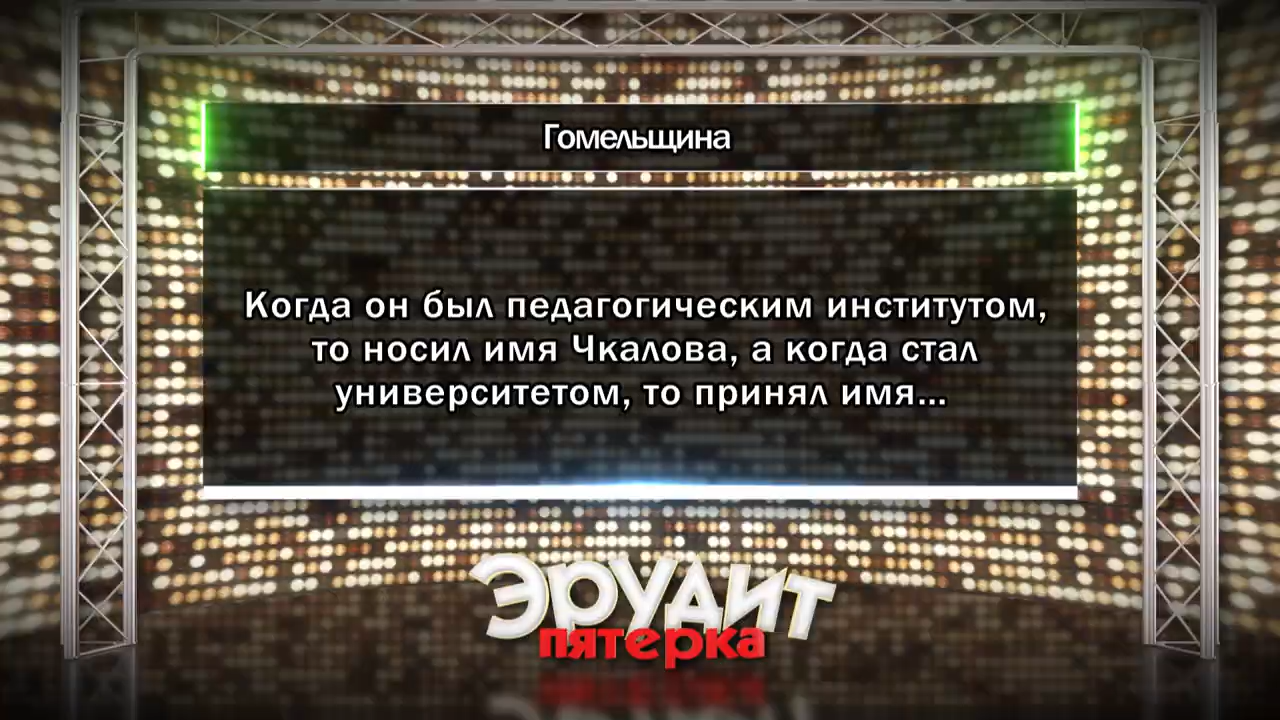 Гомельщина
Когда он был педагогическим институтом,
то носил имя Чкалова, а когда стал
университетом, то принял имя...
Эрудит
пятерка